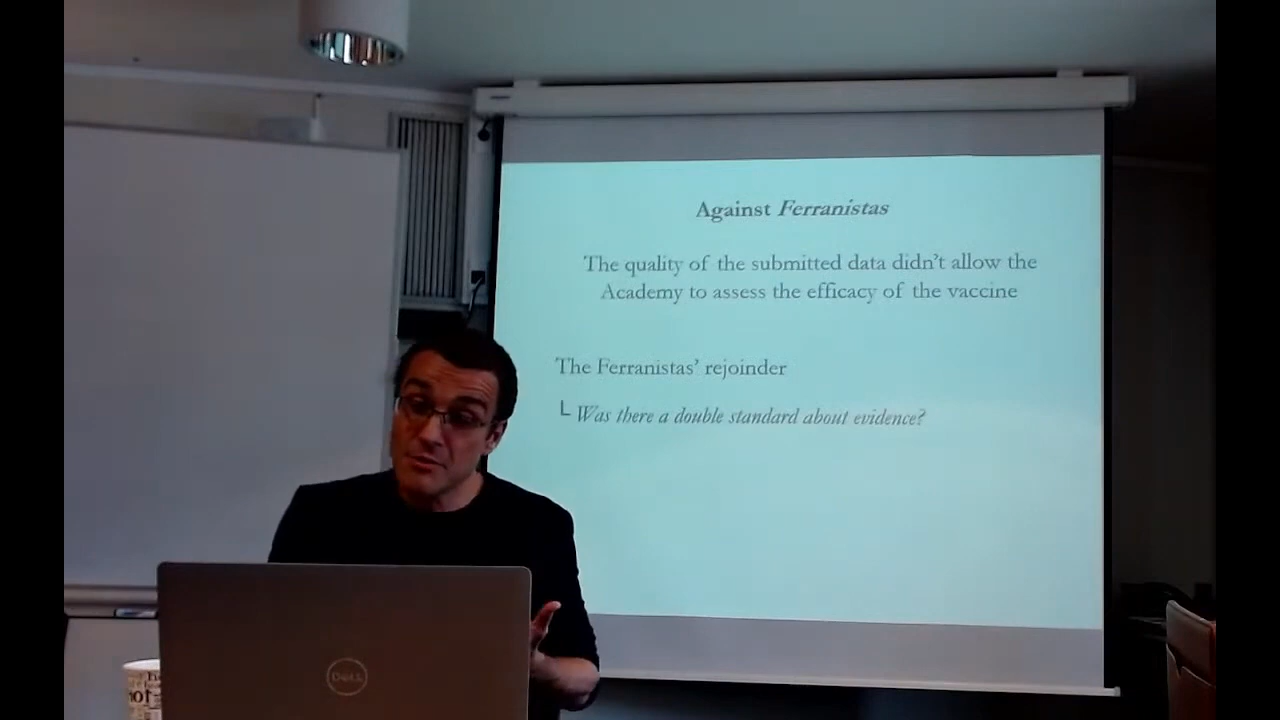 Against Ferranistas
The quality of the submitted data didn't allow the
Academy to assess the efficacy of the vaccine
The Ferranistas' rejoinder
Was there a double standard about evidence?
DELL